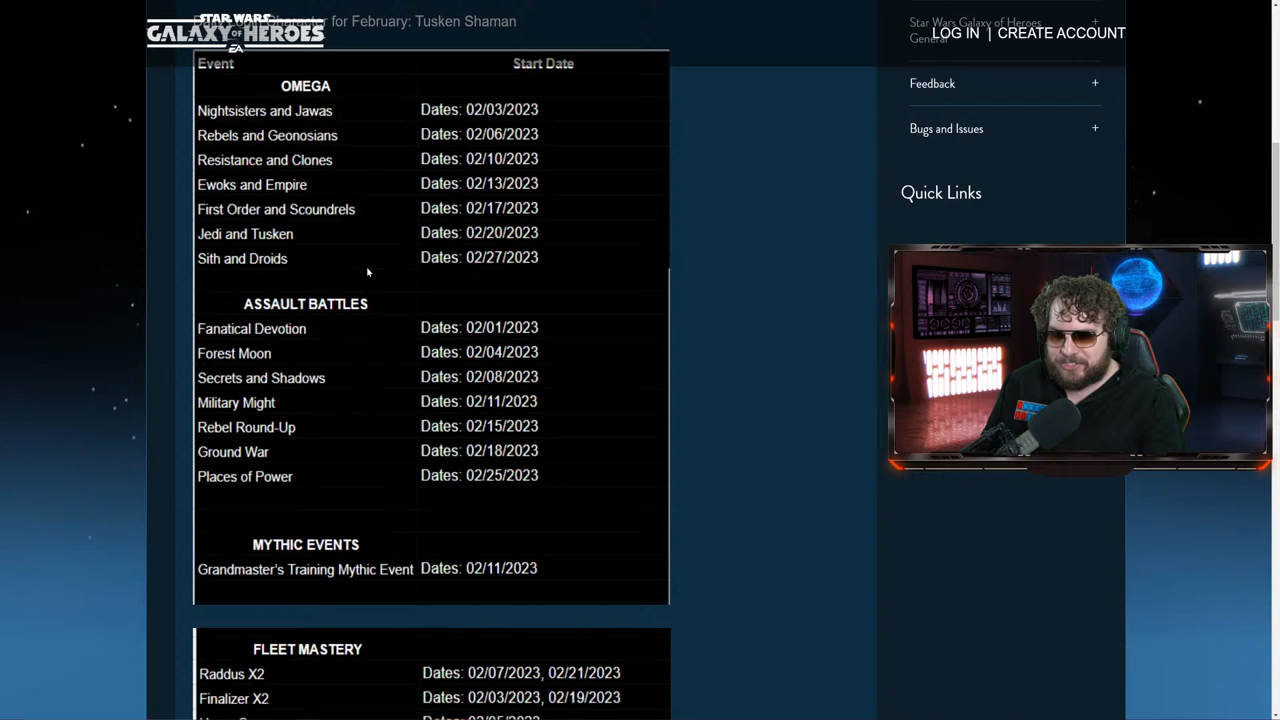 Daily Login Character for February: Tusken Shaman
STAR WARS
GALAXY OF HEROES
EA
Star Wars Galaxy of Heroes
General
+
LOG IN | CREATE ACCOUNT
Event Start Date
OMEGA
Nightsisters and Jawas Dates: 02/03/2023
Rebels and Geonosians Dates: 02/06/2023
Resistance and Clones Dates: 02/10/2023
Ewoks and Empire Dates: 02/13/2023
First Order and Scoundrels Dates: 02/17/2023
Jedi and Tusken Dates: 02/20/2023
Sith and Droids Dates: 02/27/2023
ASSAULT BATTLES
Fanatical Devotion Dates: 02/01/2023
Forest Moon Dates: 02/04/2023
Secrets and Shadows Dates: 02/08/2023
Military Might Dates: 02/11/2023
Rebel Round-Up Dates: 02/15/2023
Ground War Dates: 02/18/2023
Places of Power Dates: 02/25/2023
MYTHIC EVENTS
Grandmaster's Training Mythic Event Dates: 02/11/2023
FLEET MASTERY
Raddus X2 Dates: 02/07/2023, 02/21/2023
Finalizer X2 Dates: 02/03/2023, 02/19/2023
Feedback +
Bugs and Issues +
Quick Links